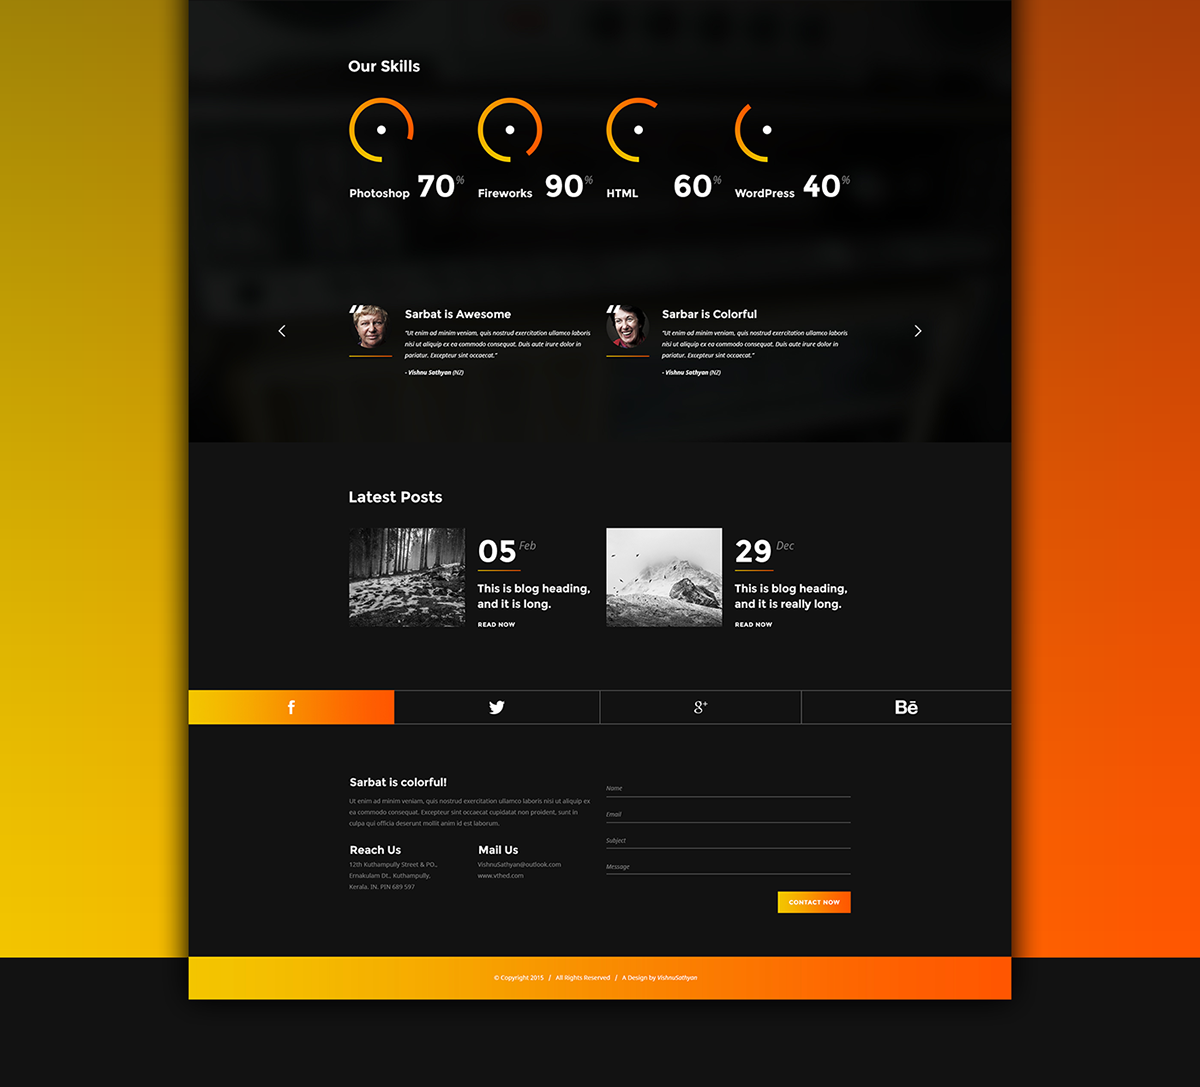 Our Skills
Photoshop 70%
Fireworks 90%
HTML 60%
WordPress 40%
Sarbat is Awesome
"Ut enim ad minim veniam, quis nostrud exercitation ullamco laboris
nisi ut aliquip ex ea commodo consequat. Duis aute irure dolor in
pariatur. Excepteur sint occaecat."
- Vishnu Sathyan (NZ)
Sarbar is Colorful
"Ut enim ad minim veniam, quis nostrud exercitation ullamco laboris
nisi ut aliquip ex ea commodo consequat. Duis aute irure dolor in
pariatur. Excepteur sint occaecat."
- Vishnu Sathyan (NZ)
Latest Posts
05 Feb
This is blog heading,
and it is long.
READ NOW
29 Dec
This is blog heading,
and it is really long.
READ NOW
f
g+
Bē
Sarbat is colorful!
Ut enim ad minim veniam, quis nostrud exercitation ullamco laboris nisi ut aliquip ex
ea commodo consequat. Excepteur sint occaecat cupidatat non proident, sunt in
culpa qui officia deserunt mollit anim id est laborum.
Reach Us
12th Kuthampully Street & PO.,
Ernakulam Dt.. Kuthampully,
Kerala. IN. PIN 689 597
Mail Us
VishnuSathyan@outlook.com
www.vthed.com
Name
Email
Subject
Message
CONTACT NOW
© Copyright 2015 / All Rights Reserved / A Design by VishnuSathyan